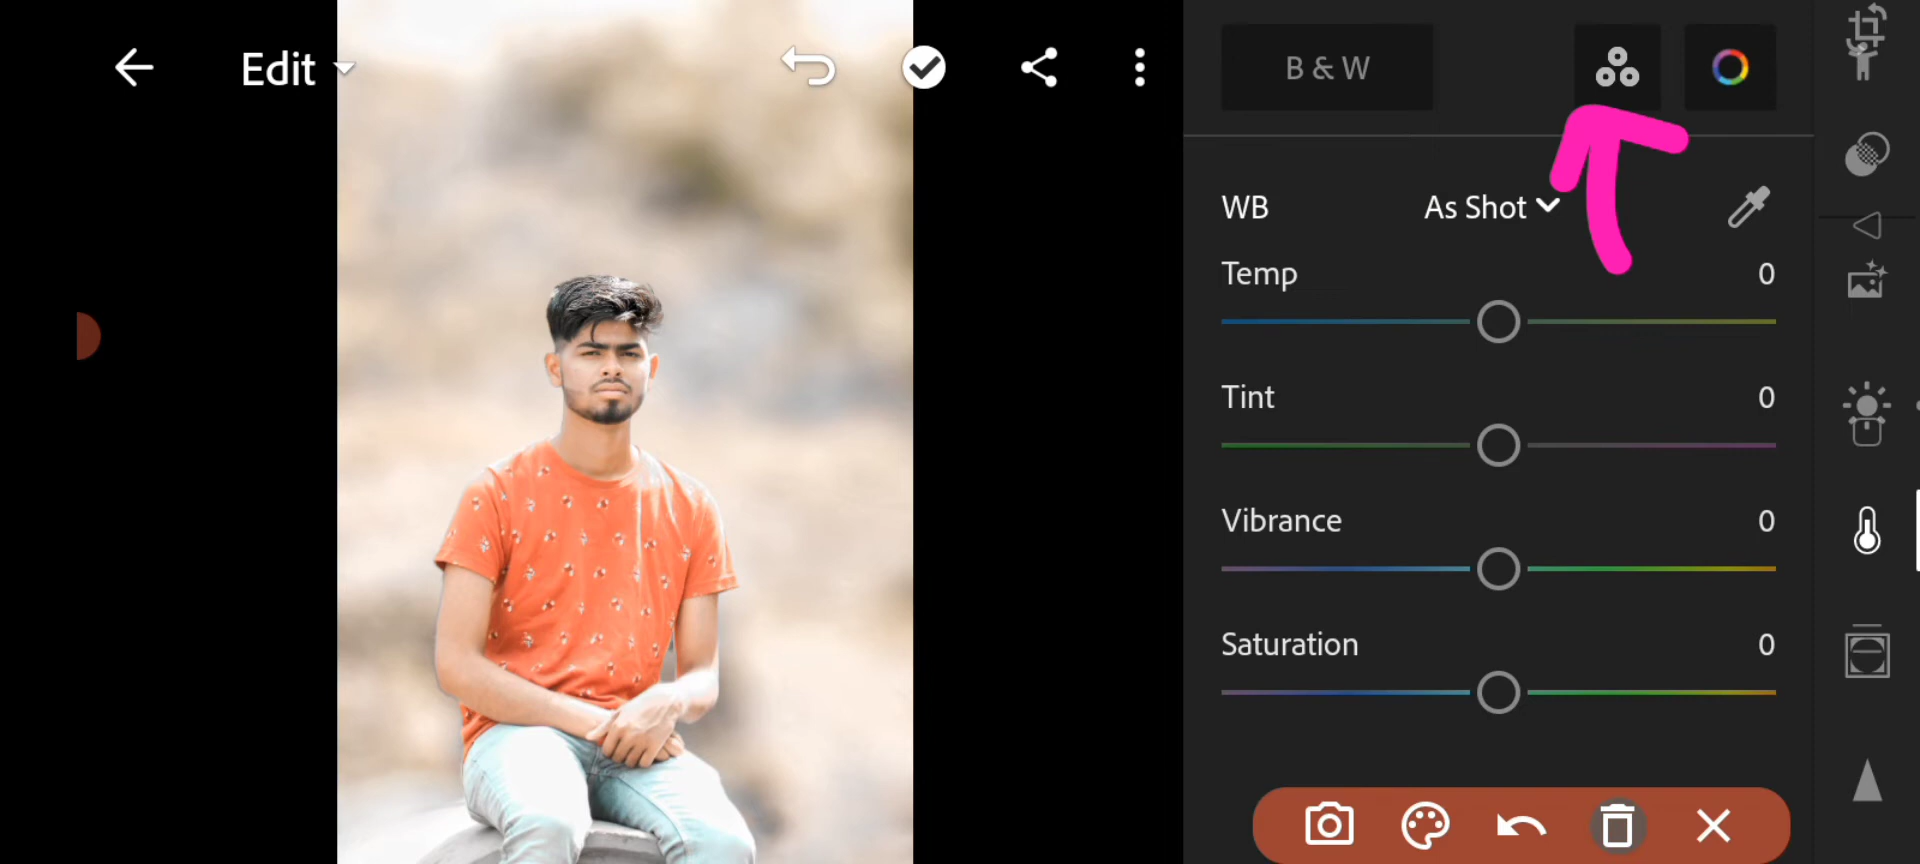 Edit
B & W
WB As Shot
Temp 0
Tint 0
Vibrance 0
Saturation 0